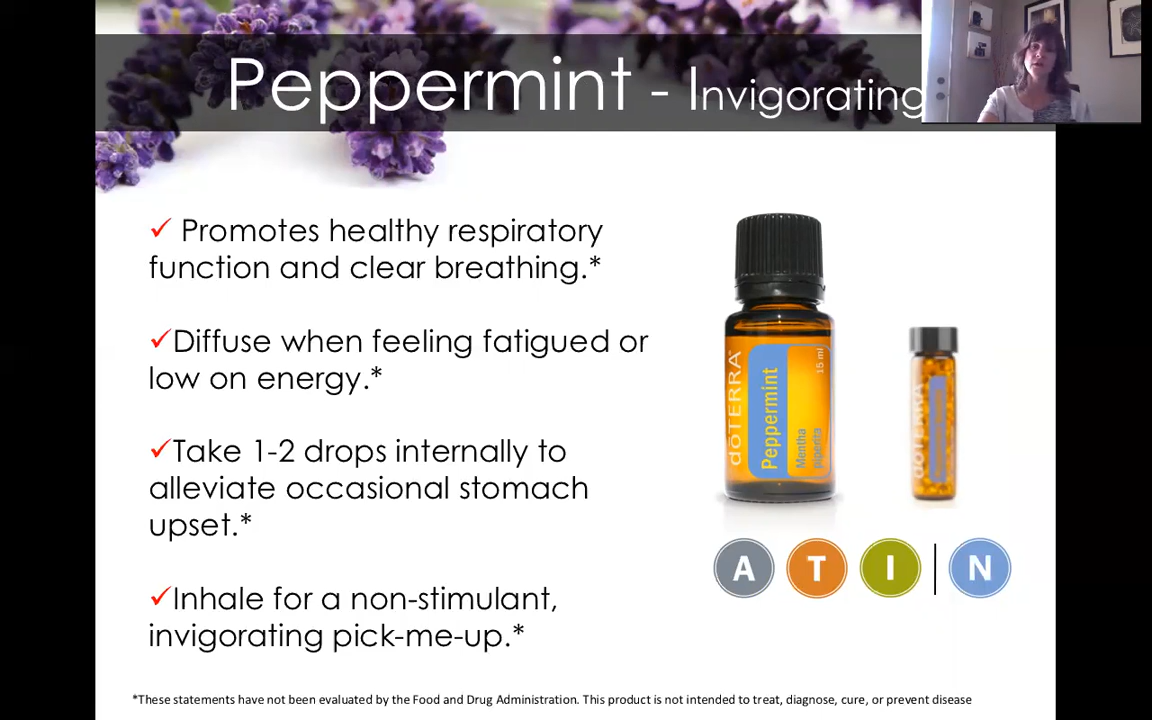 Peppermint - Invigorating
✓ Promotes healthy respiratory
function and clear breathing.*
✓Diffuse when feeling fatigued or
low on energy.*
✓Take 1-2 drops internally to
alleviate occasional stomach
upset.*
✓Inhale for a non-stimulant,
invigorating pick-me-up.*
dōTERRA
Peppermint
Mentha
piperita
15 ml
dōTERRA
A T I N
*These statements have not been evaluated by the Food and Drug Administration. This product is not intended to treat, diagnose, cure, or prevent disease